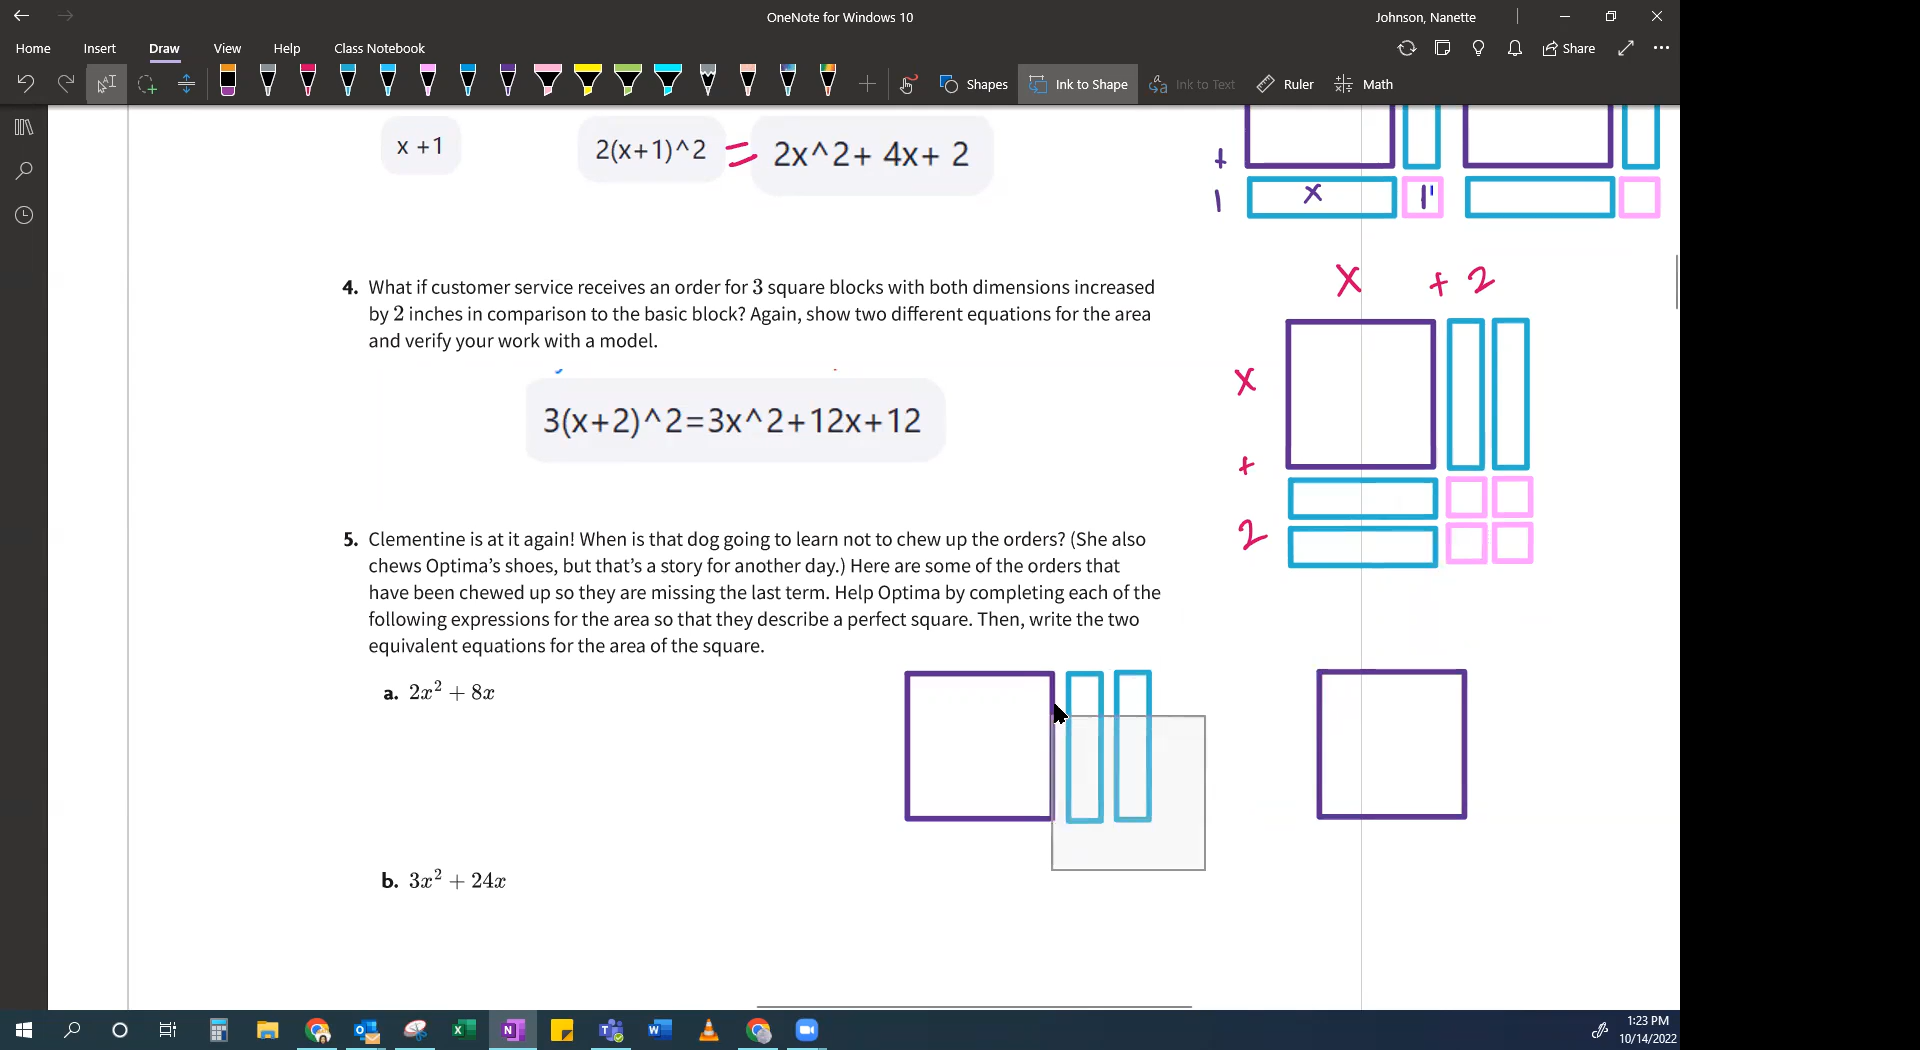 OneNote for Windows 10
Johnson, Nanette
Home Insert Draw View Help Class Notebook
Share
Shapes Ink to Shape Ink to Text Ruler Math
x +1
2(x+1)^2 = 2x^2+ 4x+ 2
+
1
x
1
4. What if customer service receives an order for 3 square blocks with both dimensions increased
by 2 inches in comparison to the basic block? Again, show two different equations for the area
and verify your work with a model.
3(x+2)^2=3x^2+12x+12
x + 2
x
+
2
5. Clementine is at it again! When is that dog going to learn not to chew up the orders? (She also
chews Optima's shoes, but that's a story for another day.) Here are some of the orders that
have been chewed up so they are missing the last term. Help Optima by completing each of the
following expressions for the area so that they describe a perfect square. Then, write the two
equivalent equations for the area of the square.
a. 2x² + 8x
b. 3x² + 24x
1:23 PM
10/14/2022